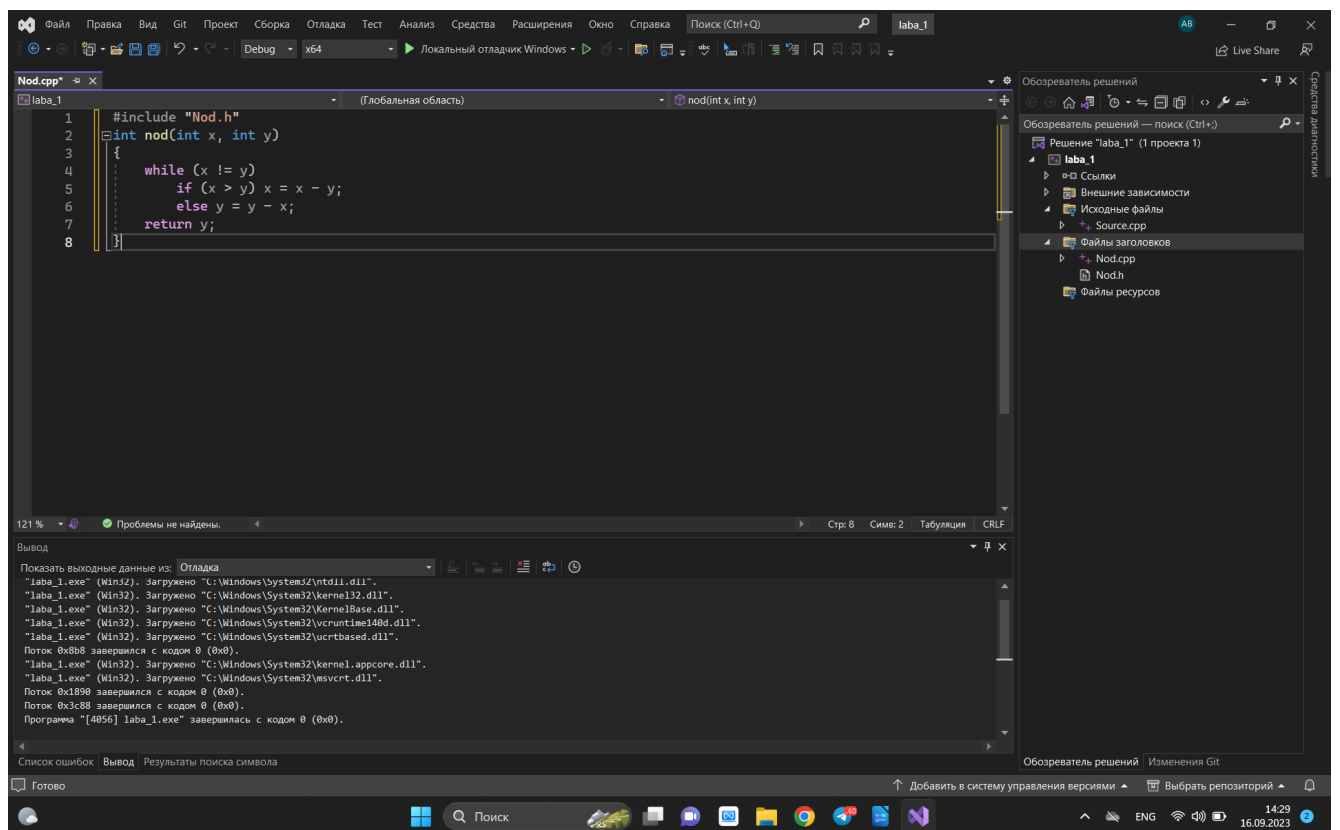 Файл Правка Вид Git Проект Сборка Отладка Тест Анализ Средства Расширения Окно Справка Поиск (Ctrl+Q) laba_1 AB
Debug x64 Локальный отладчик Windows Live Share
Nod.cpp*
laba_1 (Глобальная область) nod(int x, int y)
1 #include "Nod.h"
2 int nod(int x, int y)
3 {
4 while (x != y)
5 if (x > y) x = x - y;
6 else y = y - x;
7 return y;
8 }
121 % Проблемы не найдены. Стр: 8 Симв: 2 Табуляция CRLF
Вывод
Показать выходные данные из: Отладка
"laba_1.exe" (Win32). Загружено "C:\Windows\System32\ntdll.dll".
"laba_1.exe" (Win32). Загружено "C:\Windows\System32\kernel32.dll".
"laba_1.exe" (Win32). Загружено "C:\Windows\System32\KernelBase.dll".
"laba_1.exe" (Win32). Загружено "C:\Windows\System32\vcruntime140d.dll".
"laba_1.exe" (Win32). Загружено "C:\Windows\System32\ucrtbased.dll".
Поток 0x8b8 завершился с кодом 0 (0x0).
"laba_1.exe" (Win32). Загружено "C:\Windows\System32\kernel.appcore.dll".
"laba_1.exe" (Win32). Загружено "C:\Windows\System32\msvcrt.dll".
Поток 0x1890 завершился с кодом 0 (0x0).
Поток 0x3c88 завершился с кодом 0 (0x0).
Программа "[4056] laba_1.exe" завершилась с кодом 0 (0x0).
Список ошибок Вывод Результаты поиска символа
Обозреватель решений
Обозреватель решений — поиск (Ctrl+;)
Решение "laba_1" (1 проекта 1)
laba_1
Ссылки
Внешние зависимости
Исходные файлы
Source.cpp
Файлы заголовков
Nod.cpp
Nod.h
Файлы ресурсов
Обозреватель решений Изменения Git
Средства диагностики
Готово Добавить в систему управления версиями Выбрать репозиторий
Поиск 60 ENG 14:29 2
16.09.2023